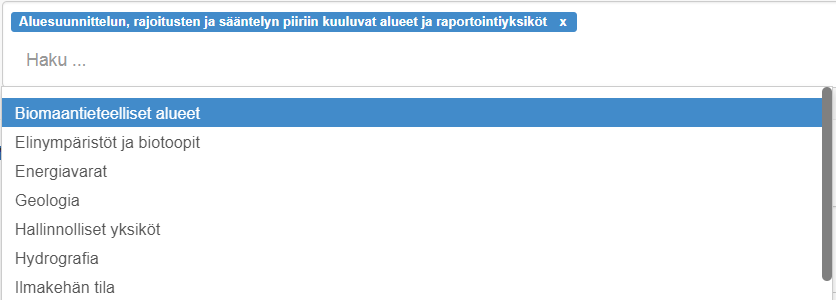 Aluesuunnittelun, rajoitusten ja sääntelyn piiriin kuuluvat alueet ja raportointiyksiköt x
Haku ...
Biomaantieteelliset alueet
Elinympäristöt ja biotoopit
Energiavarat
Geologia
Hallinnolliset yksiköt
Hydrografia
Ilmakehän tila